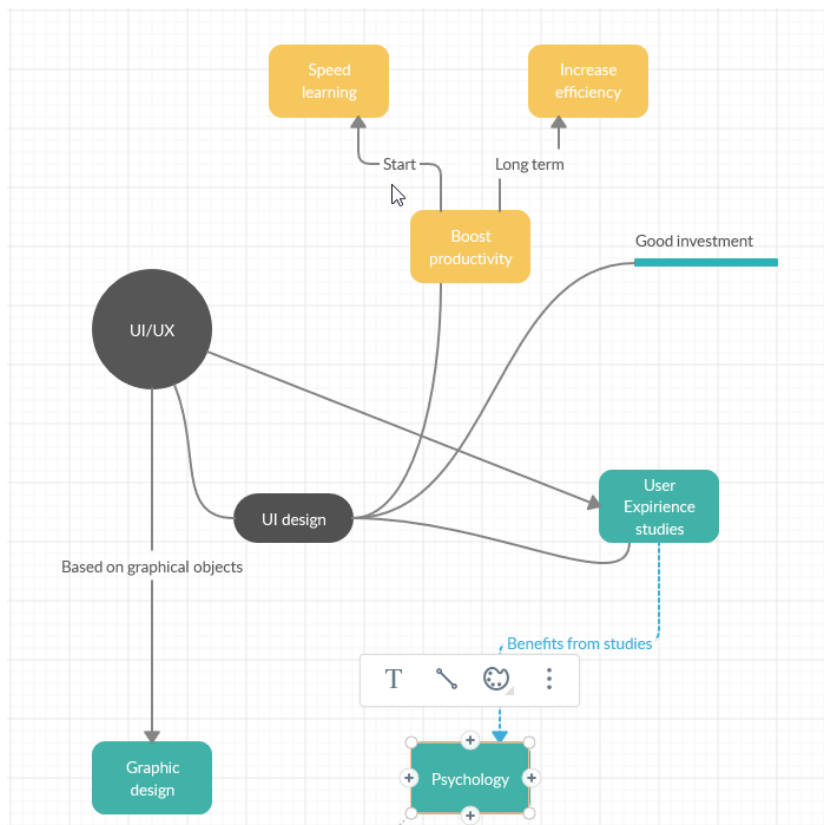 Speed
learning
Increase
efficiency
Start
Long term
Boost
productivity
Good investment
UI/UX
User
Expirience
studies
UI design
Based on graphical objects
Benefits from studies
T
Graphic
design
Psychology